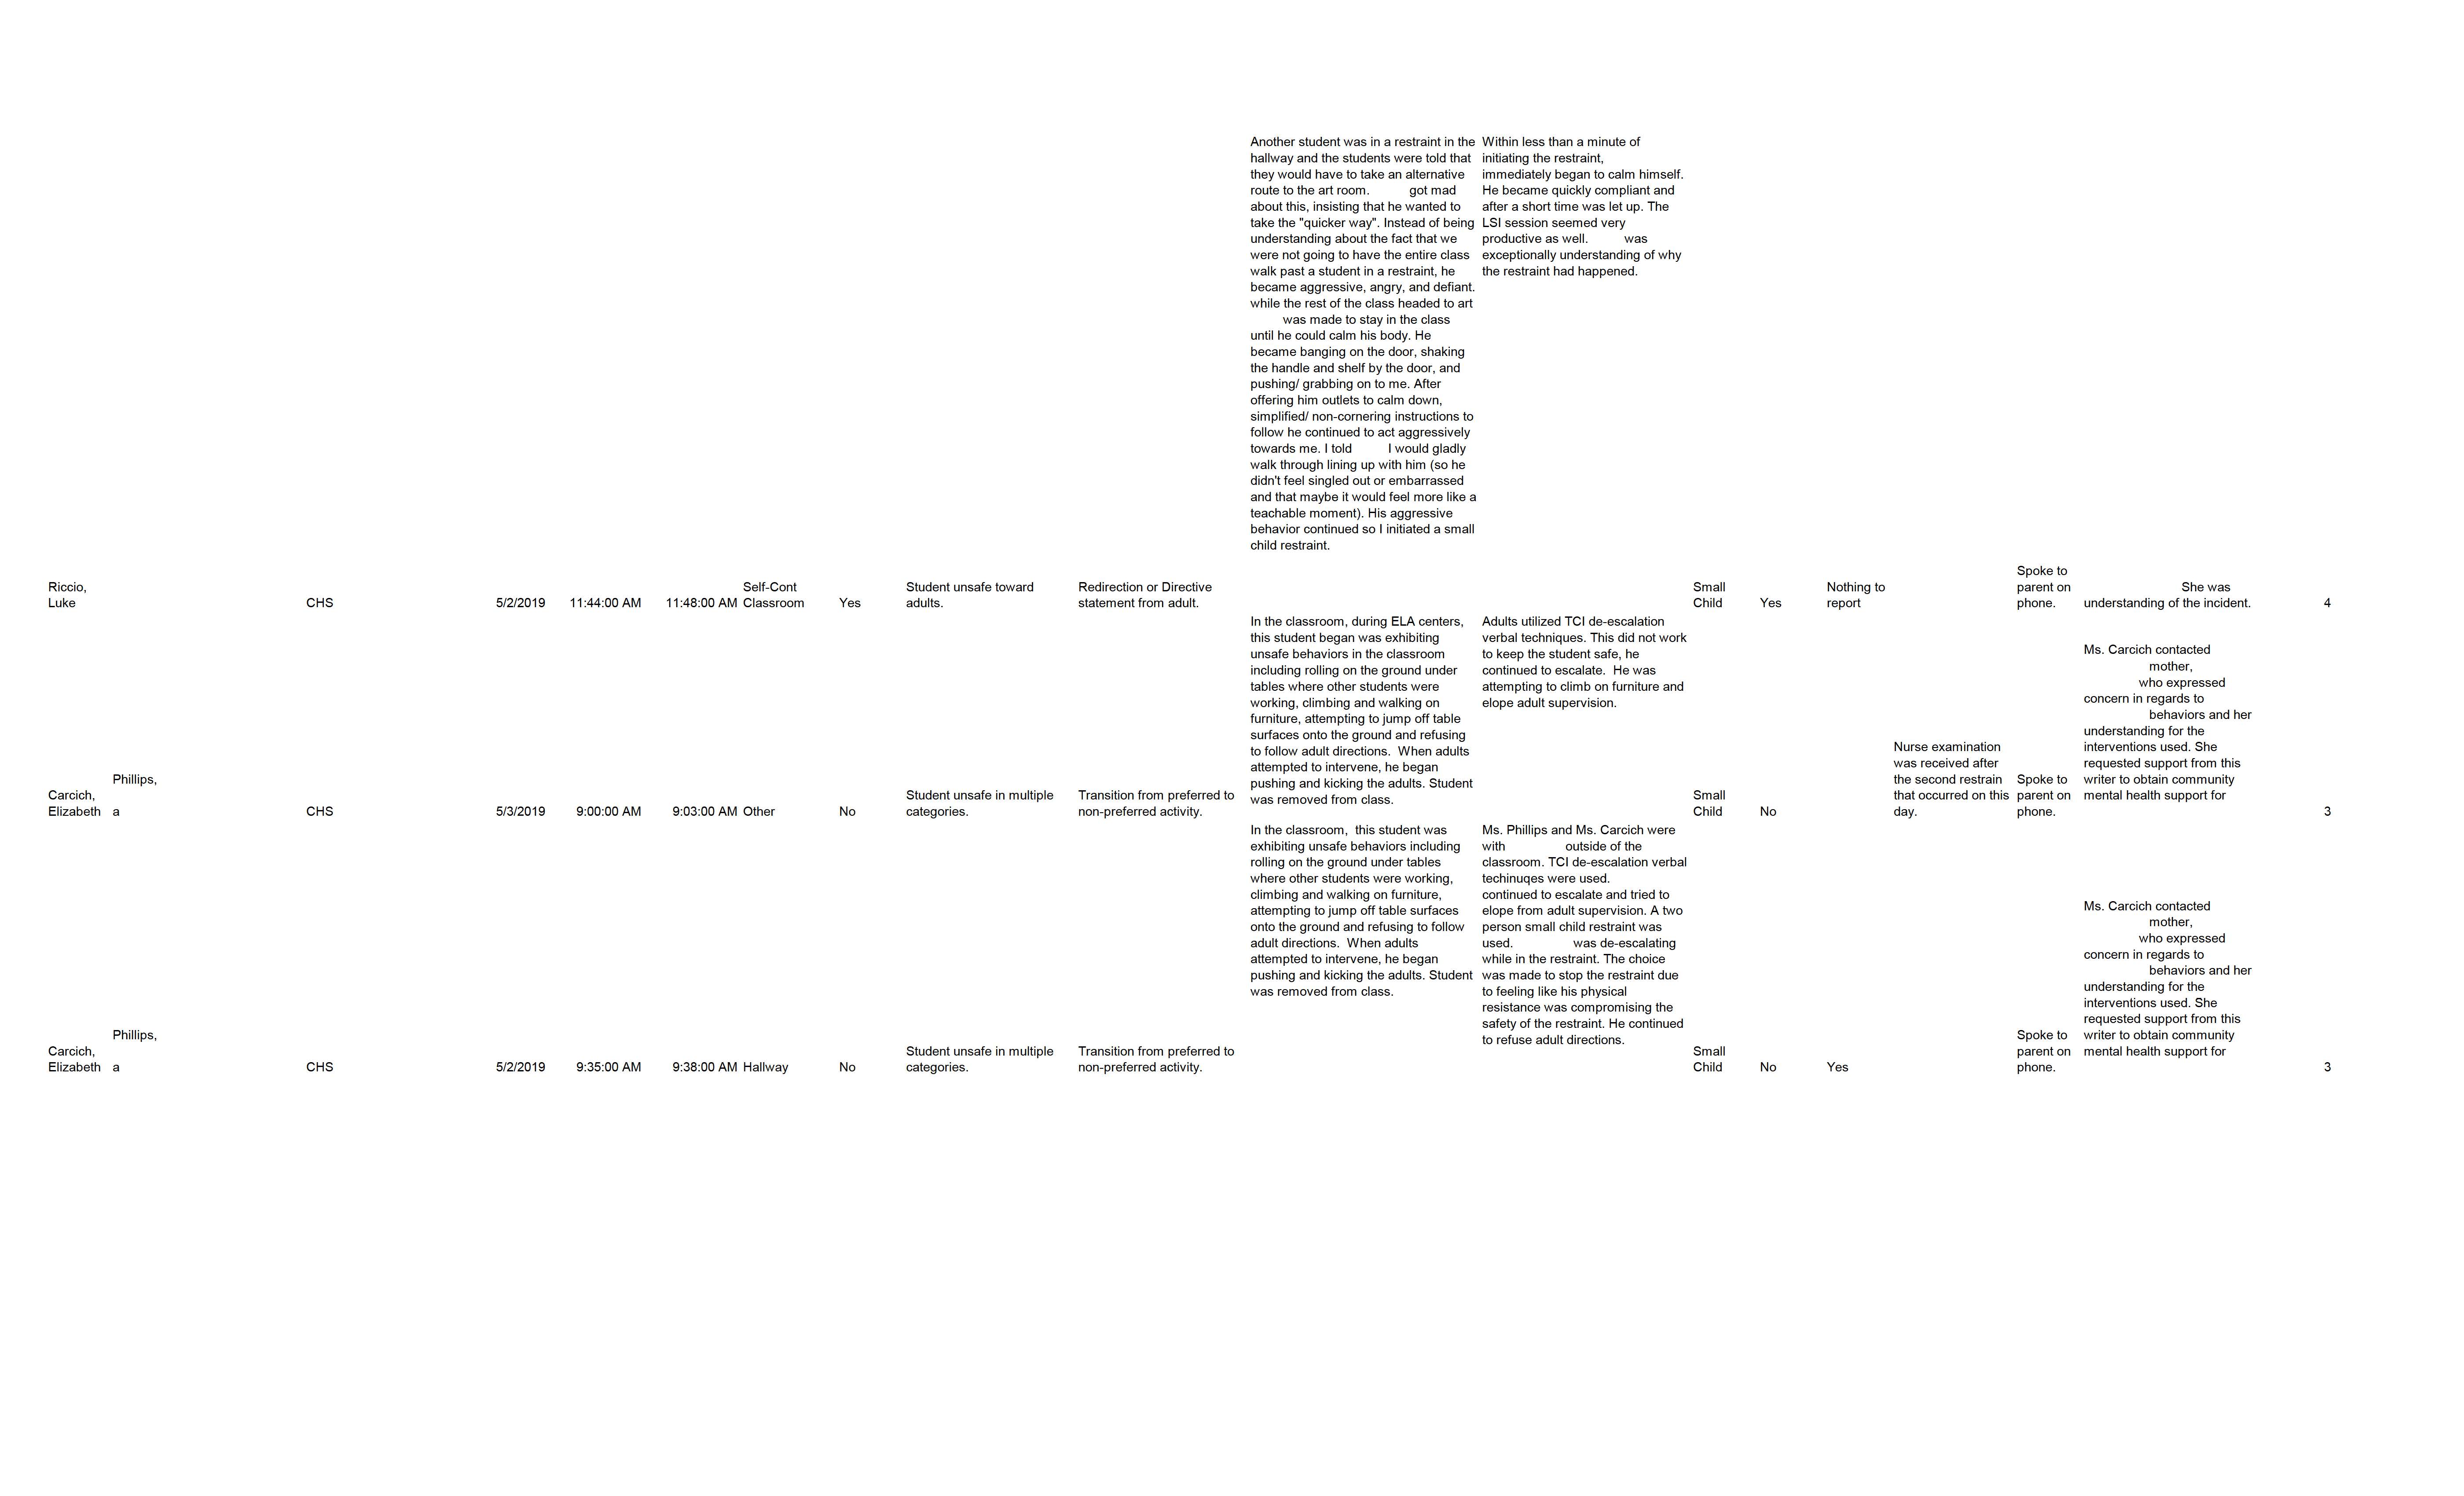 Another student was in a restraint in the
hallway and the students were told that
they would have to take an alternative
route to the art room. got mad
about this, insisting that he wanted to
take the "quicker way". Instead of being
understanding about the fact that we
were not going to have the entire class
walk past a student in a restraint, he
became aggressive, angry, and defiant.
while the rest of the class headed to art
was made to stay in the class
until he could calm his body. He
became banging on the door, shaking
the handle and shelf by the door, and
pushing/ grabbing on to me. After
offering him outlets to calm down,
simplified/ non-cornering instructions to
follow he continued to act aggressively
towards me. I told I would gladly
walk through lining up with him (so he
didn't feel singled out or embarrassed
and that maybe it would feel more like a
teachable moment). His aggressive
behavior continued so I initiated a small
child restraint.
Within less than a minute of
initiating the restraint,
immediately began to calm himself.
He became quickly compliant and
after a short time was let up. The
LSI session seemed very
productive as well. was
exceptionally understanding of why
the restraint had happened.
Riccio,
Luke
CHS
5/2/2019
11:44:00 AM
11:48:00 AM
Self-Cont
Classroom
Yes
Student unsafe toward
adults.
Redirection or Directive
statement from adult.
Small
Child
Yes
Nothing to
report
Spoke to
parent on
phone.
She was
understanding of the incident.
4
In the classroom, during ELA centers,
this student began was exhibiting
unsafe behaviors in the classroom
including rolling on the ground under
tables where other students were
working, climbing and walking on
furniture, attempting to jump off table
surfaces onto the ground and refusing
to follow adult directions. When adults
attempted to intervene, he began
pushing and kicking the adults. Student
was removed from class.
Adults utilized TCI de-escalation
verbal techniques. This did not work
to keep the student safe, he
continued to escalate. He was
attempting to climb on furniture and
elope adult supervision.
Carcich,
Elizabeth
Phillips,
a
CHS
5/3/2019
9:00:00 AM
9:03:00 AM
Other
No
Student unsafe in multiple
categories.
Transition from preferred to
non-preferred activity.
Small
Child
No
Nurse examination
was received after
the second restrain
that occurred on this
day.
Spoke to
parent on
phone.
Ms. Carcich contacted
mother,
who expressed
concern in regards to
behaviors and her
understanding for the
interventions used. She
requested support from this
writer to obtain community
mental health support for
3
In the classroom, this student was
exhibiting unsafe behaviors including
rolling on the ground under tables
where other students were working,
climbing and walking on furniture,
attempting to jump off table surfaces
onto the ground and refusing to follow
adult directions. When adults
attempted to intervene, he began
pushing and kicking the adults. Student
was removed from class.
Ms. Phillips and Ms. Carcich were
with outside of the
classroom. TCI de-escalation verbal
techinuqes were used.
continued to escalate and tried to
elope from adult supervision. A two
person small child restraint was
used. was de-escalating
while in the restraint. The choice
was made to stop the restraint due
to feeling like his physical
resistance was compromising the
safety of the restraint. He continued
to refuse adult directions.
Carcich,
Elizabeth
Phillips,
a
CHS
5/2/2019
9:35:00 AM
9:38:00 AM
Hallway
No
Student unsafe in multiple
categories.
Transition from preferred to
non-preferred activity.
Small
Child
No
Yes
Spoke to
parent on
phone.
Ms. Carcich contacted
mother,
who expressed
concern in regards to
behaviors and her
understanding for the
interventions used. She
requested support from this
writer to obtain community
mental health support for
3